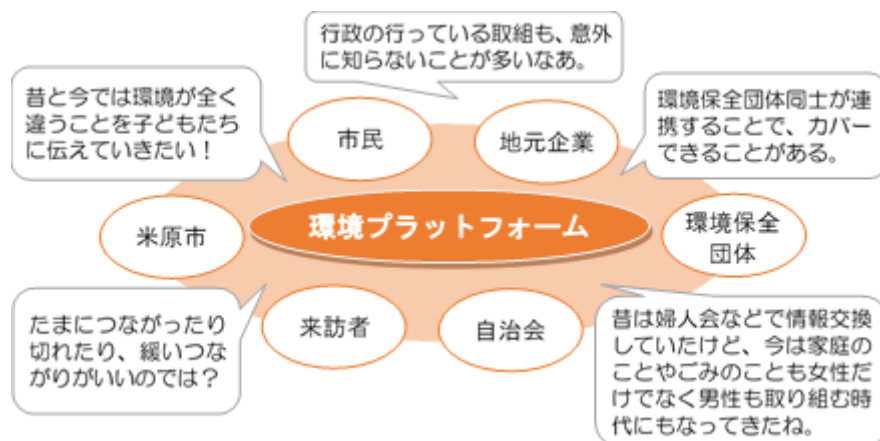 行政の行っている取組も、意外
に知らないことが多いなあ。
昔と今では環境が全く
違うことを子どもたち
に伝えていきたい！
環境保全団体同士が連
携することで、カバー
できることがある。
市民
地元企業
米原市
環境プラットフォーム
環境保全
団体
来訪者
自治会
たまにつながったり
切れたり、緩いつな
がりがいいのでは？
昔は婦人会などで情報交換
していたけど、今は家庭の
ことやごみのことも女性だ
けでなく男性も取り組む時
代にもなってきたね。